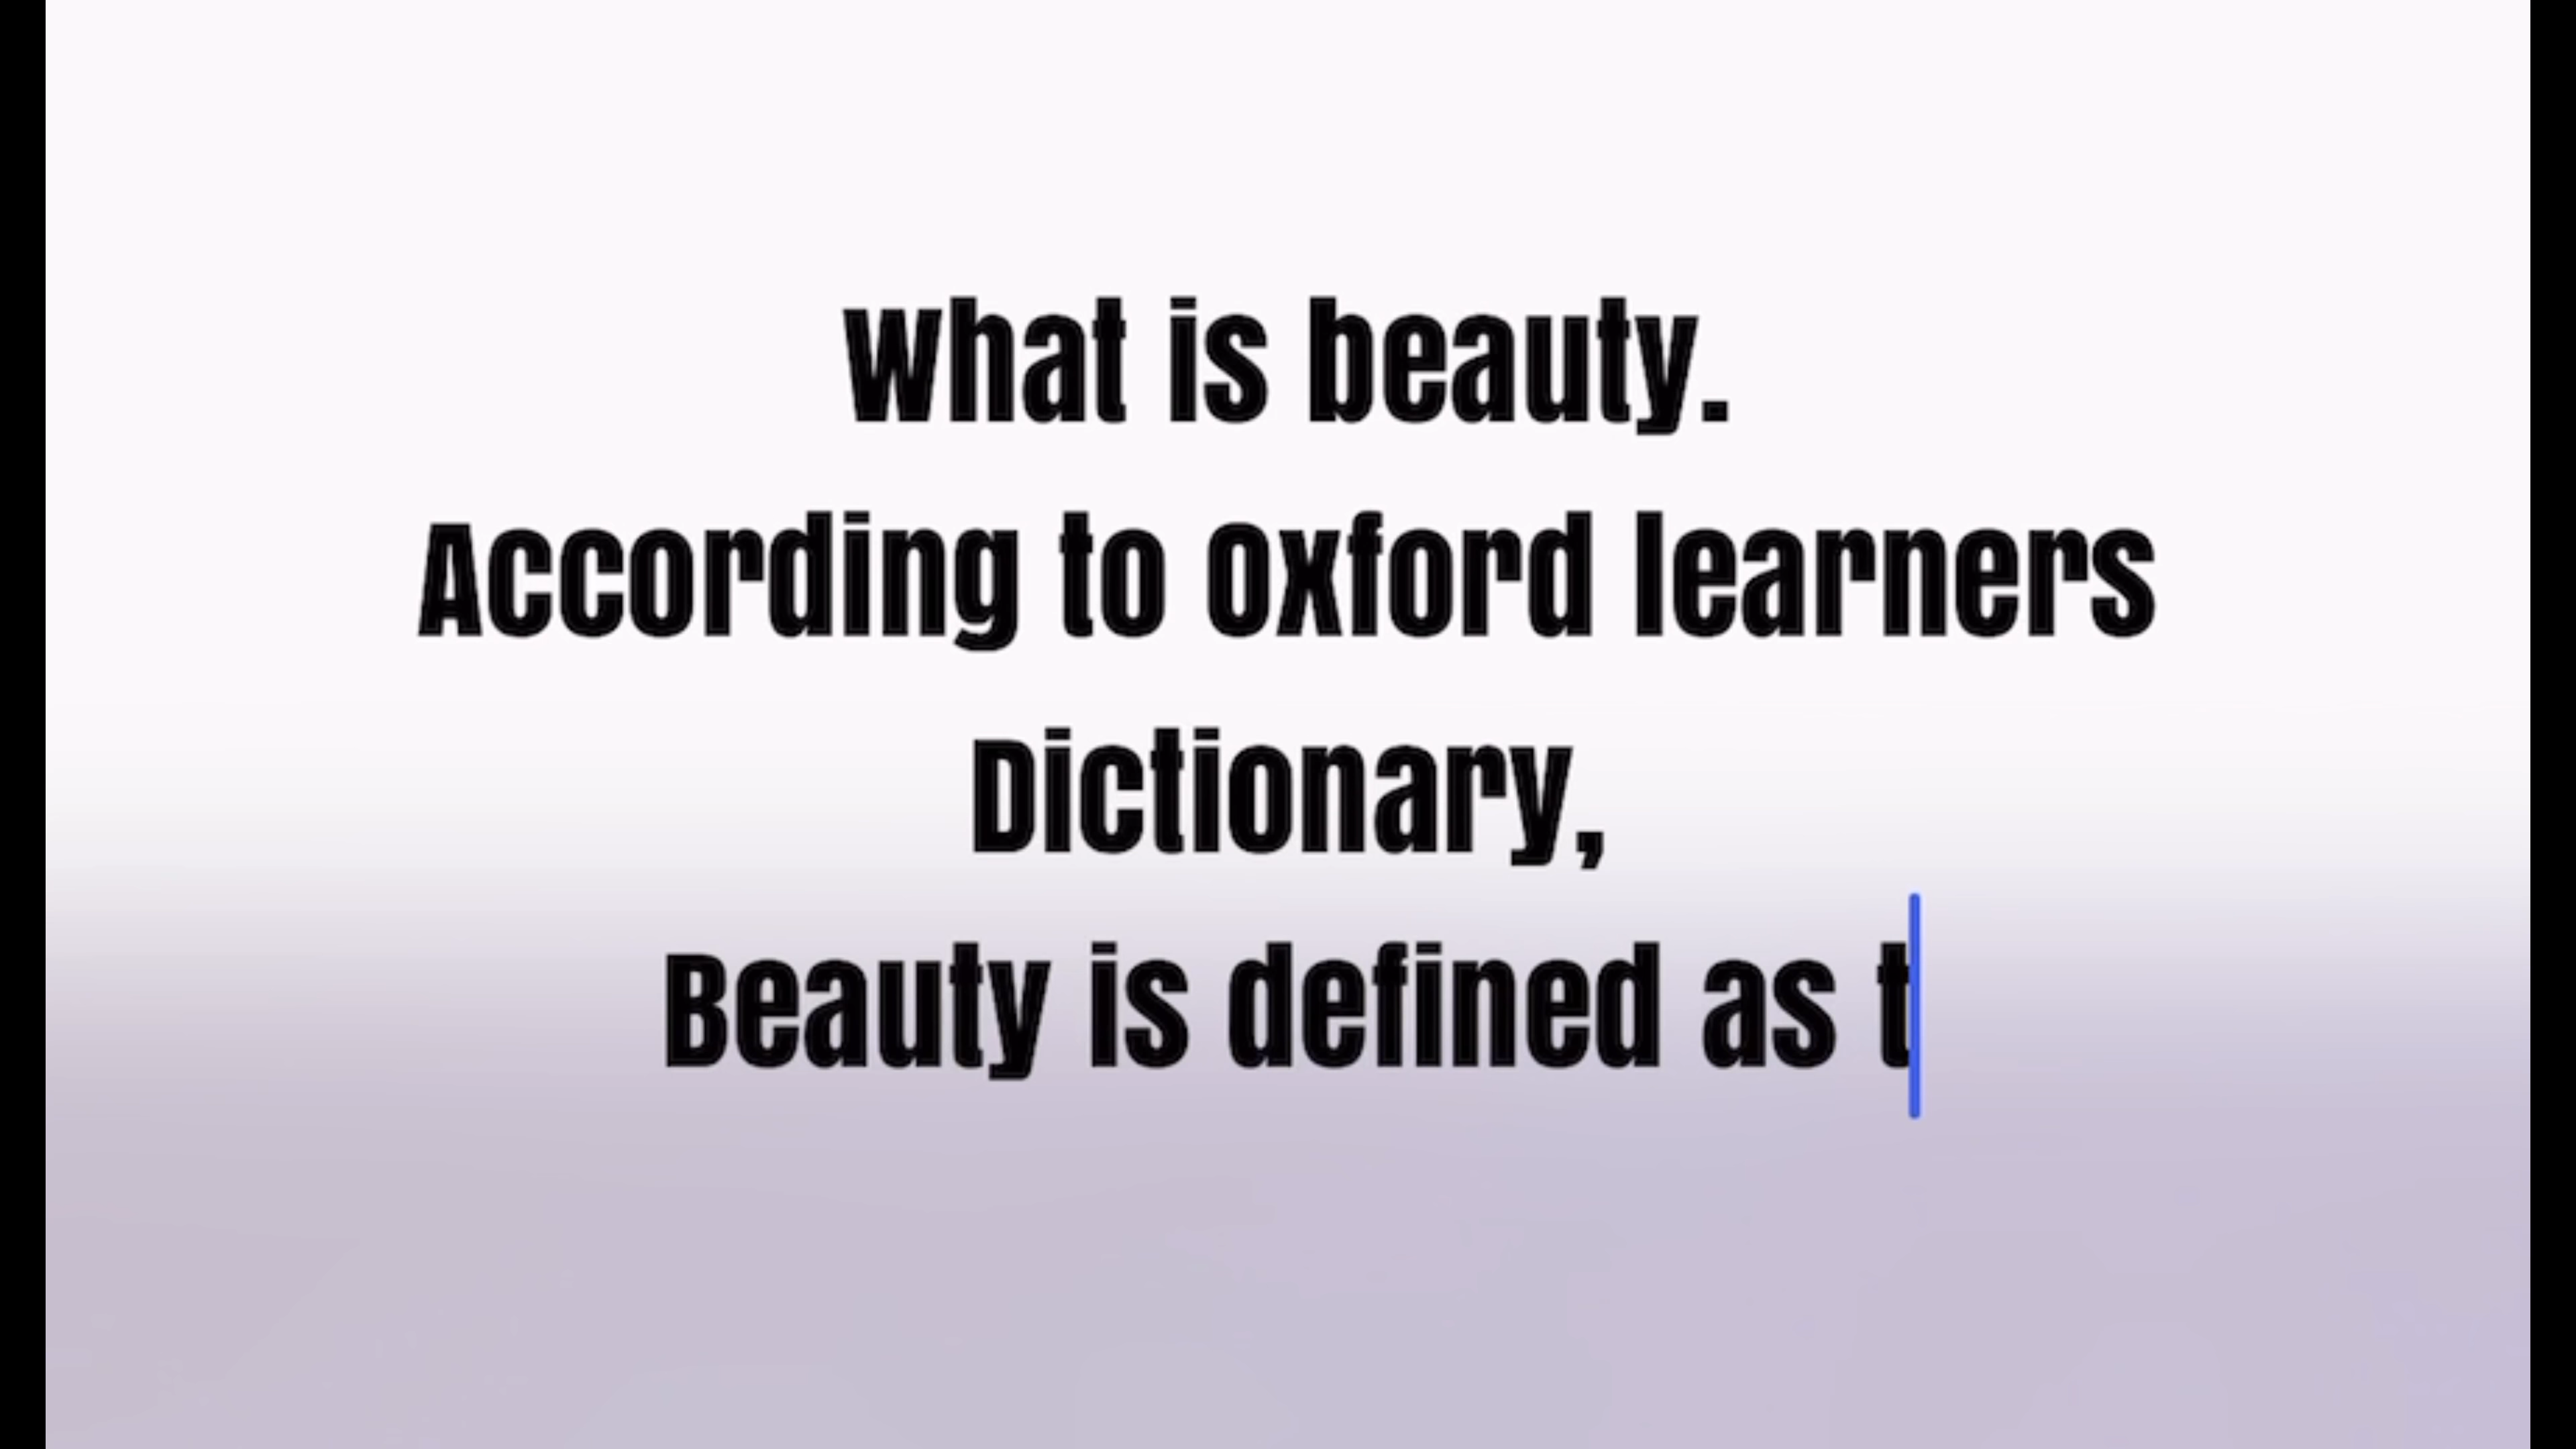 What is beauty.
According to Oxford learners
Dictionary,
Beauty is defined as t